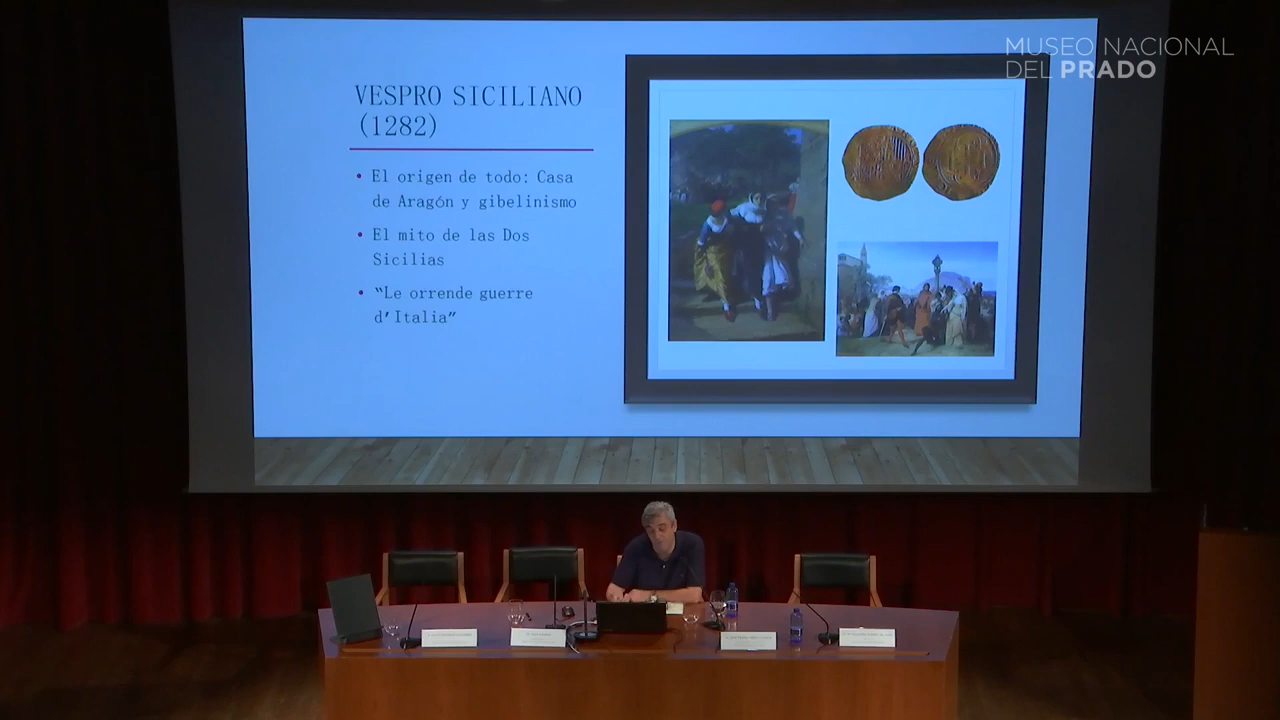 MUSEO NACIONAL
DEL PRADO
VESPRO SICILIANO
(1282)
• El origen de todo: Casa
de Aragón y gibelinismo
• El mito de las Dos
Sicilias
• “Le orrende guerre
d’Italia”